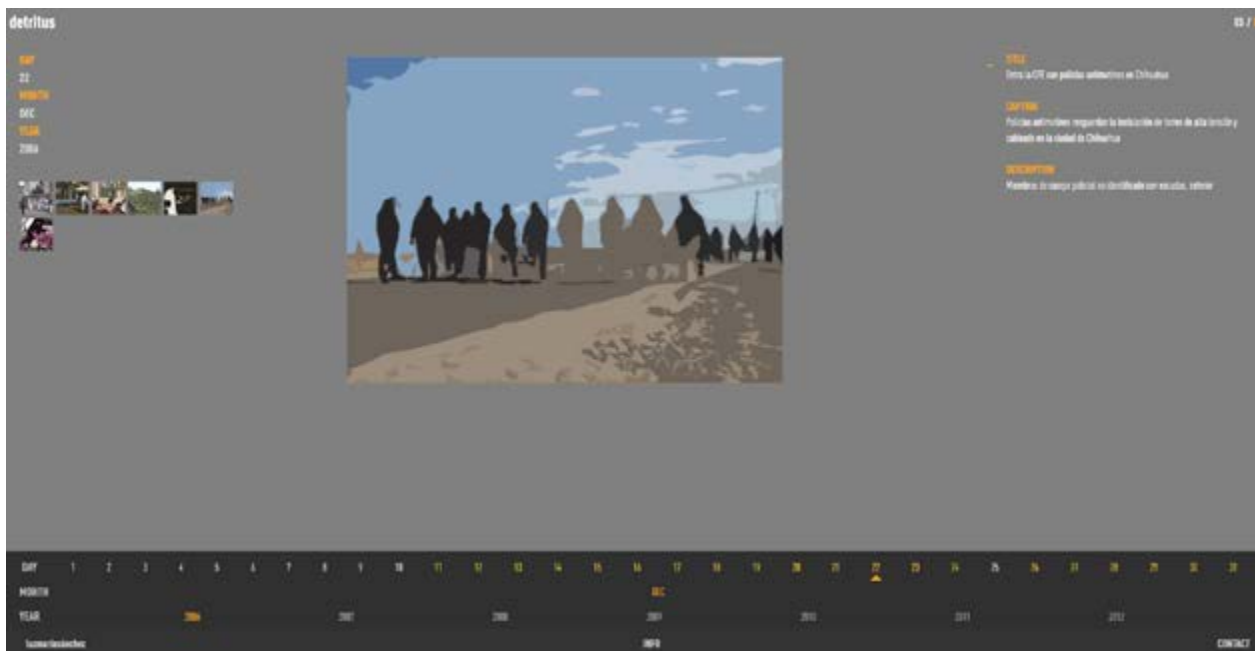 detritus
DAY
22
MONTH
DEC
YEAR
2006
TITLE
Entra la CFE con policías antimotines en Chihuahua
CAPTION
Policías antimotines resguardan la instalación de torres de alta tensión y
cableado en la ciudad de Chihuahua
DESCRIPTION
Miembros de cuerpo policial no identificado con escudos, exterior
DAY 1 2 3 4 5 6 7 8 9 10 11 12 13 14 15 16 17 18 19 20 21 22 23 24 25 26 27 28 29 30 31
MONTH DEC
YEAR 2006 2007 2008 2009 2010 2011 2012
luzmaríasánchez INFO CONTACT